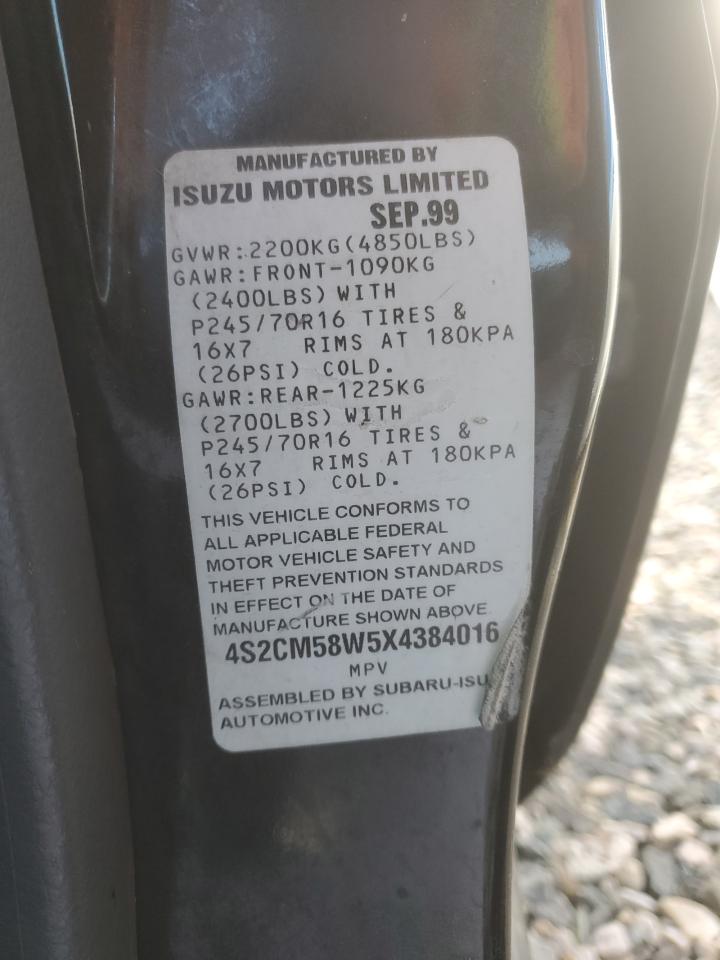 MANUFACTURED BY
ISUZU MOTORS LIMITED
SEP.99
GVWR:2200KG(4850LBS)
GAWR:FRONT-1090KG
(2400LBS) WITH
P245/70R16 TIRES &
16X7 RIMS AT 180KPA
(26PSI) COLD.
GAWR:REAR-1225KG
(2700LBS) WITH
P245/70R16 TIRES &
16X7 RIMS AT 180KPA
(26PSI) COLD.
THIS VEHICLE CONFORMS TO
ALL APPLICABLE FEDERAL
MOTOR VEHICLE SAFETY AND
THEFT PREVENTION STANDARDS
IN EFFECT ON THE DATE OF
MANUFACTURE SHOWN ABOVE
4S2CM58W5X4384016
MPV
ASSEMBLED BY SUBARU-ISU
AUTOMOTIVE INC.